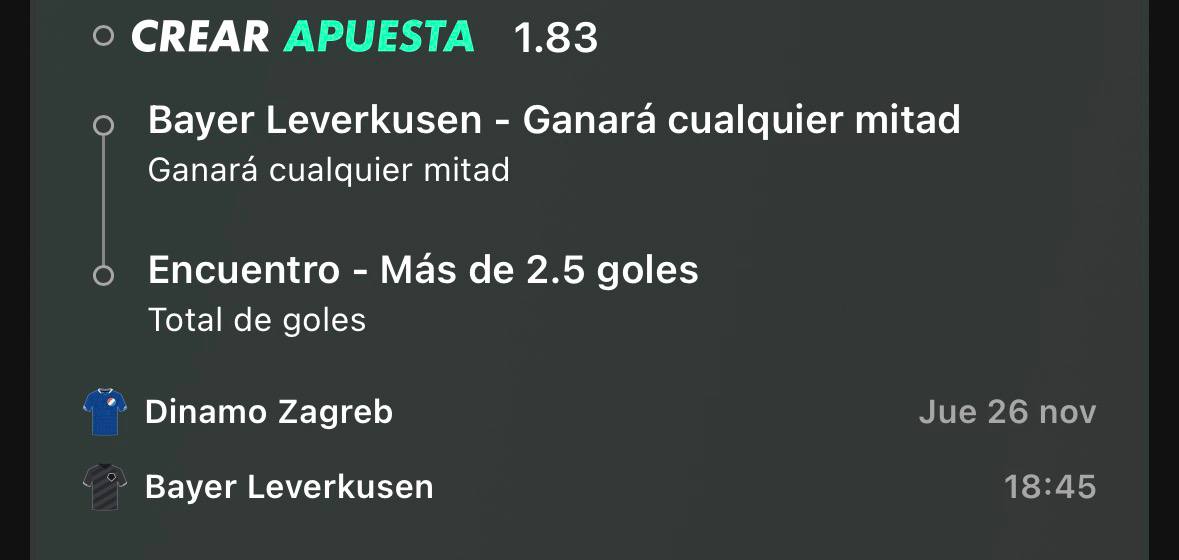 CREAR APUESTA 1.83
Bayer Leverkusen - Ganará cualquier mitad
Ganará cualquier mitad
Encuentro - Más de 2.5 goles
Total de goles
Dinamo Zagreb Jue 26 nov
Bayer Leverkusen 18:45